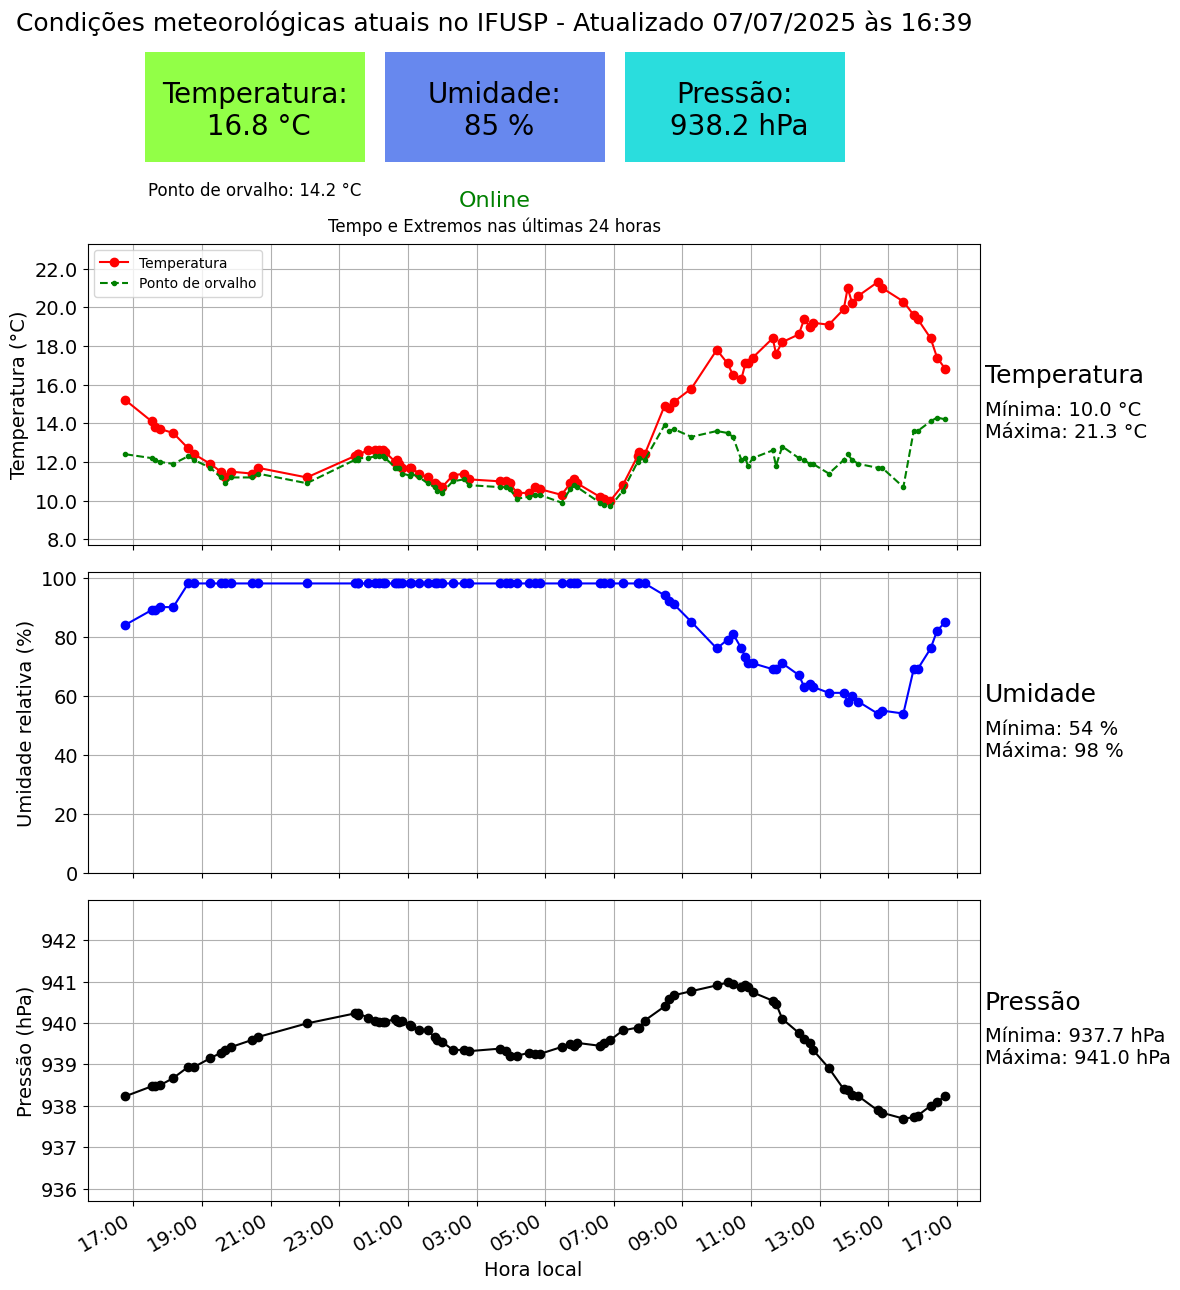 Condições meteorológicas atuais no IFUSP - Atualizado 07/07/2025 às 16:39
Temperatura:
16.8 °C
Umidade:
85 %
Pressão:
938.2 hPa
Ponto de orvalho: 14.2 °C
Online
Tempo e Extremos nas últimas 24 horas
Temperatura
Ponto de orvalho
Temperatura (°C)
22.0
20.0
18.0
16.0
14.0
12.0
10.0
8.0
Temperatura
Mínima: 10.0 °C
Máxima: 21.3 °C
Umidade relativa (%)
100
80
60
40
20
0
Umidade
Mínima: 54 %
Máxima: 98 %
Pressão (hPa)
942
941
940
939
938
937
936
Pressão
Mínima: 937.7 hPa
Máxima: 941.0 hPa
17:00 19:00 21:00 23:00 01:00 03:00 05:00 07:00 09:00 11:00 13:00 15:00 17:00
Hora local